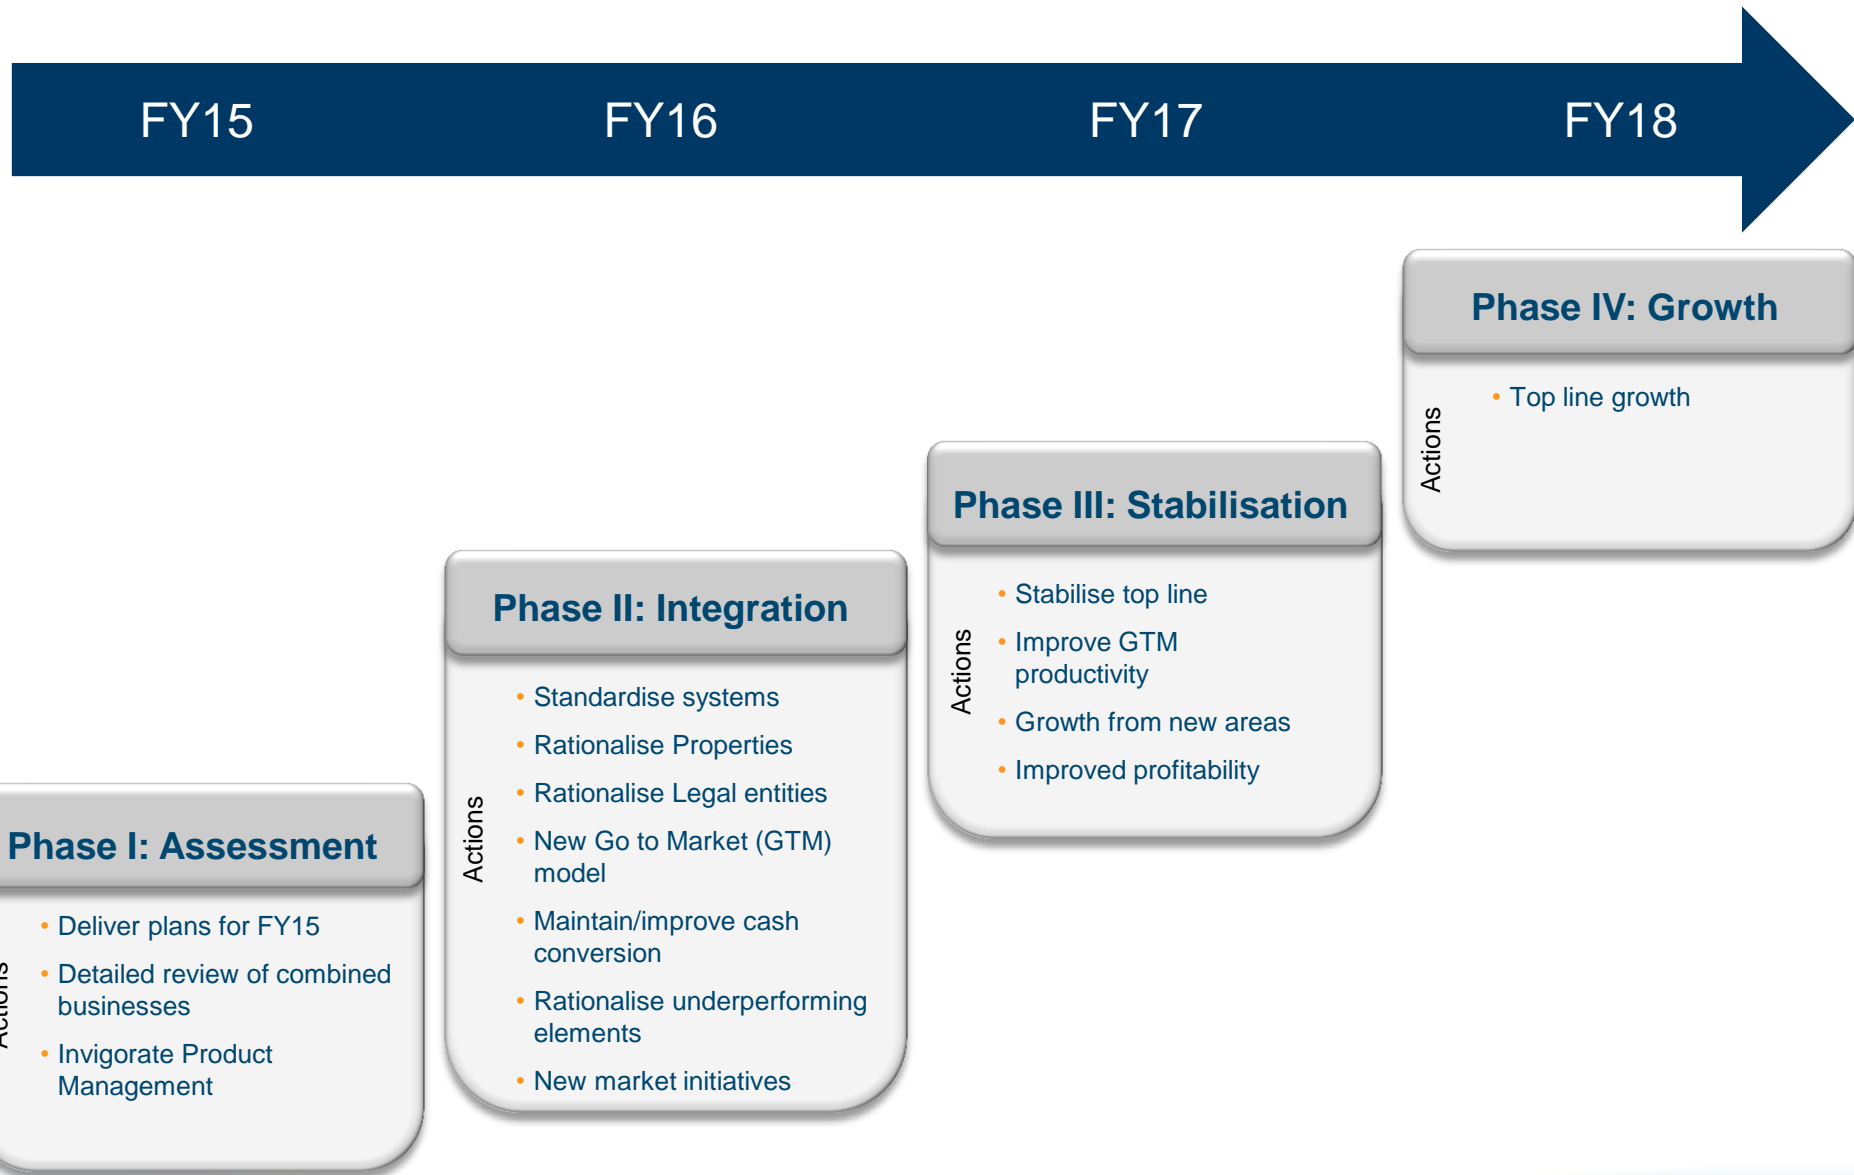 FY15
FY16
FY17
FY18
Phase I: Assessment
Actions
• Deliver plans for FY15
• Detailed review of combined
businesses
• Invigorate Product
Management
Phase II: Integration
Actions
• Standardise systems
• Rationalise Properties
• Rationalise Legal entities
• New Go to Market (GTM)
model
• Maintain/improve cash
conversion
• Rationalise underperforming
elements
• New market initiatives
Phase III: Stabilisation
Actions
• Stabilise top line
• Improve GTM
productivity
• Growth from new areas
• Improved profitability
Phase IV: Growth
Actions
• Top line growth